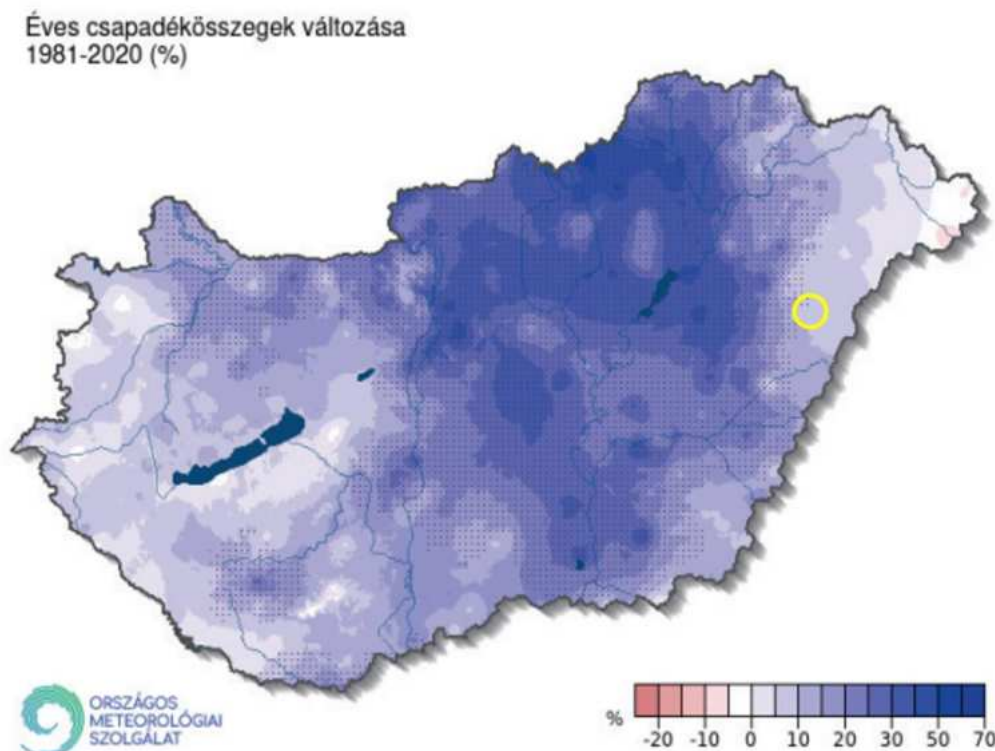 Éves csapadékösszegek változása
1981-2020 (%)
ORSZÁGOS
METEOROLÓGIAI
SZOLGÁLAT
%
-20 -10 0 10 20 30 50 70